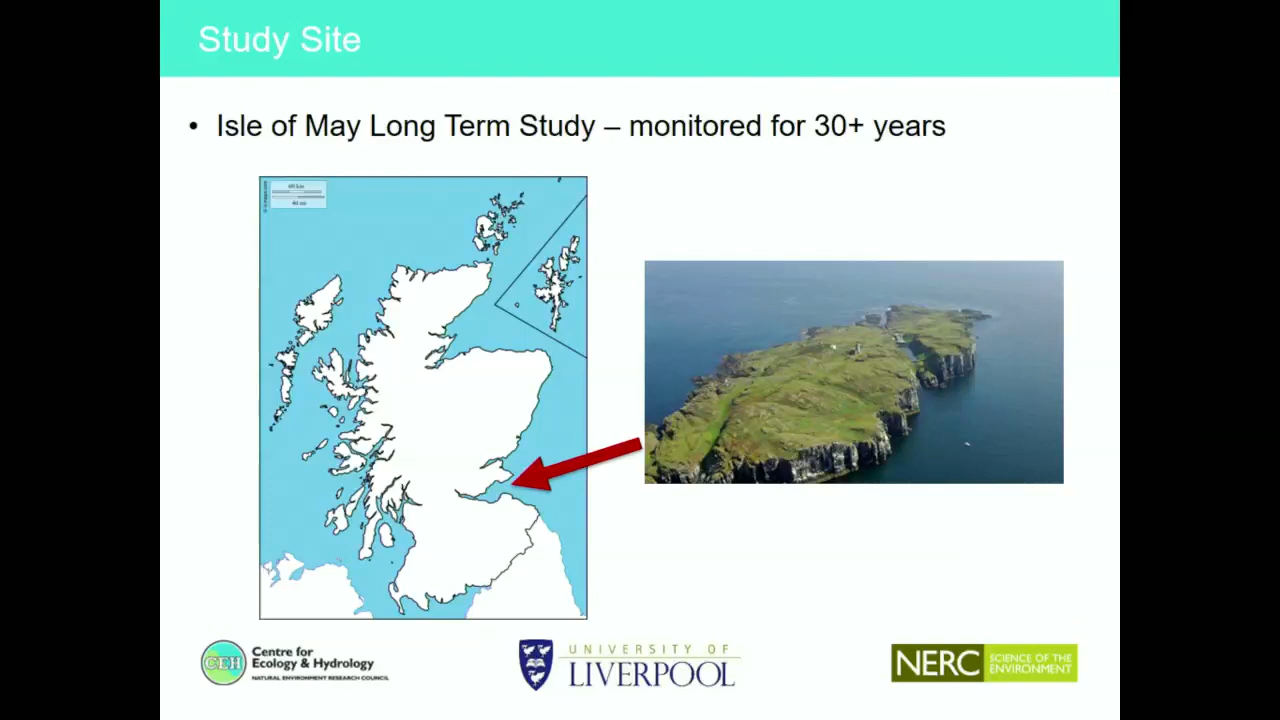 Study Site
• Isle of May Long Term Study – monitored for 30+ years
CEH
Centre for
Ecology & Hydrology
NATURAL ENVIRONMENT RESEARCH COUNCIL
UNIVERSITY OF
LIVERPOOL
NERC
SCIENCE OF THE
ENVIRONMENT